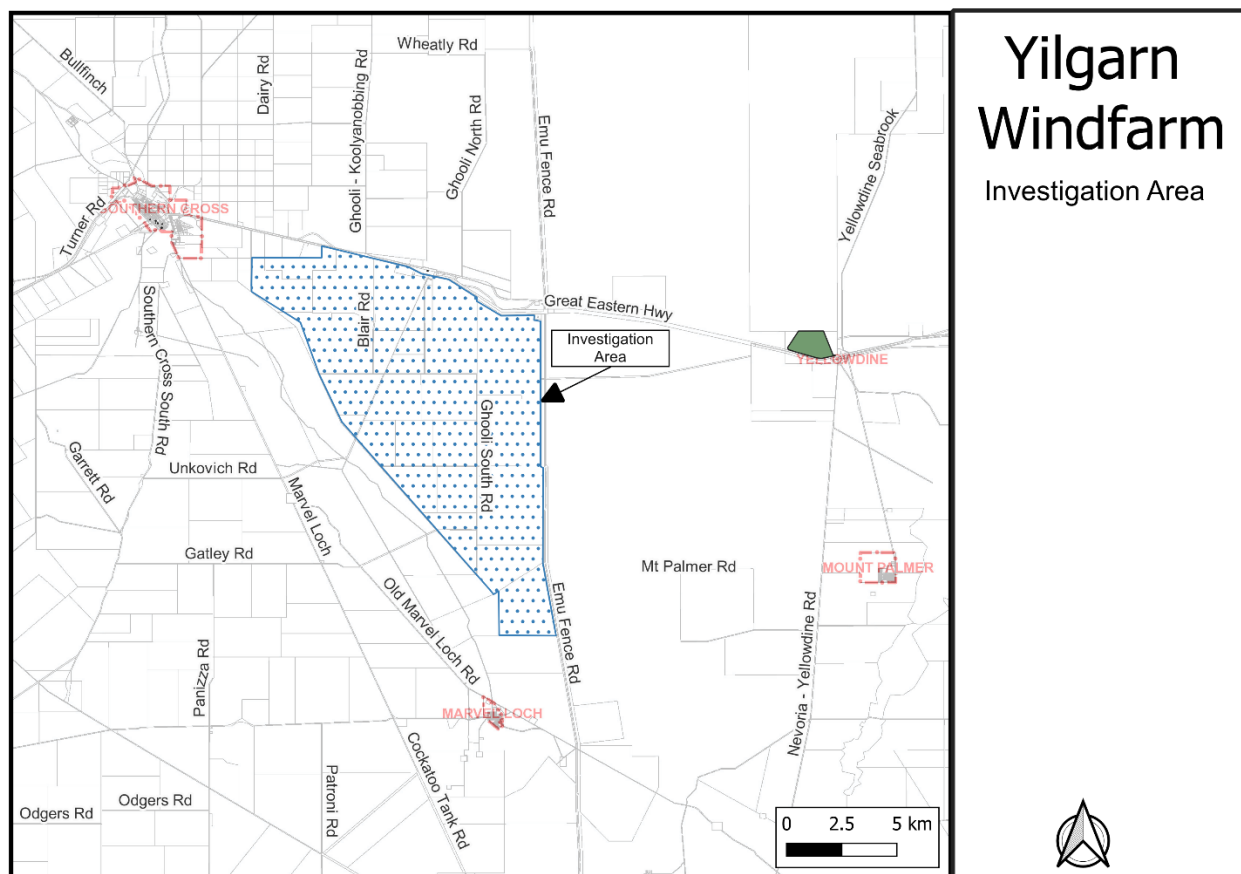 Yilgarn
Windfarm
Investigation Area
Bullfinch
Wheatly Rd
Dairy Rd
Ghooli - Koolyanobbing Rd
Ghooli North Rd
Emu Fence Rd
Yellowdine Seabrook
SOUTHERN CROSS
Turner Rd
Great Eastern Hwy
Blair Rd
Investigation
Area
YELLOWDINE
Southern Cross South Rd
Ghooli South Rd
Garrett Rd
Unkovich Rd
Marvel Loch
Gatley Rd
Old Marvel Loch Rd
Mt Palmer Rd
MOUNT PALMER
Emu Fence Rd
Nevoria - Yellowdine Rd
Panizza Rd
MARVEL LOCH
Cockatoo Tank Rd
Patroni Rd
Odgers Rd
Odgers Rd
0 2.5 5 km